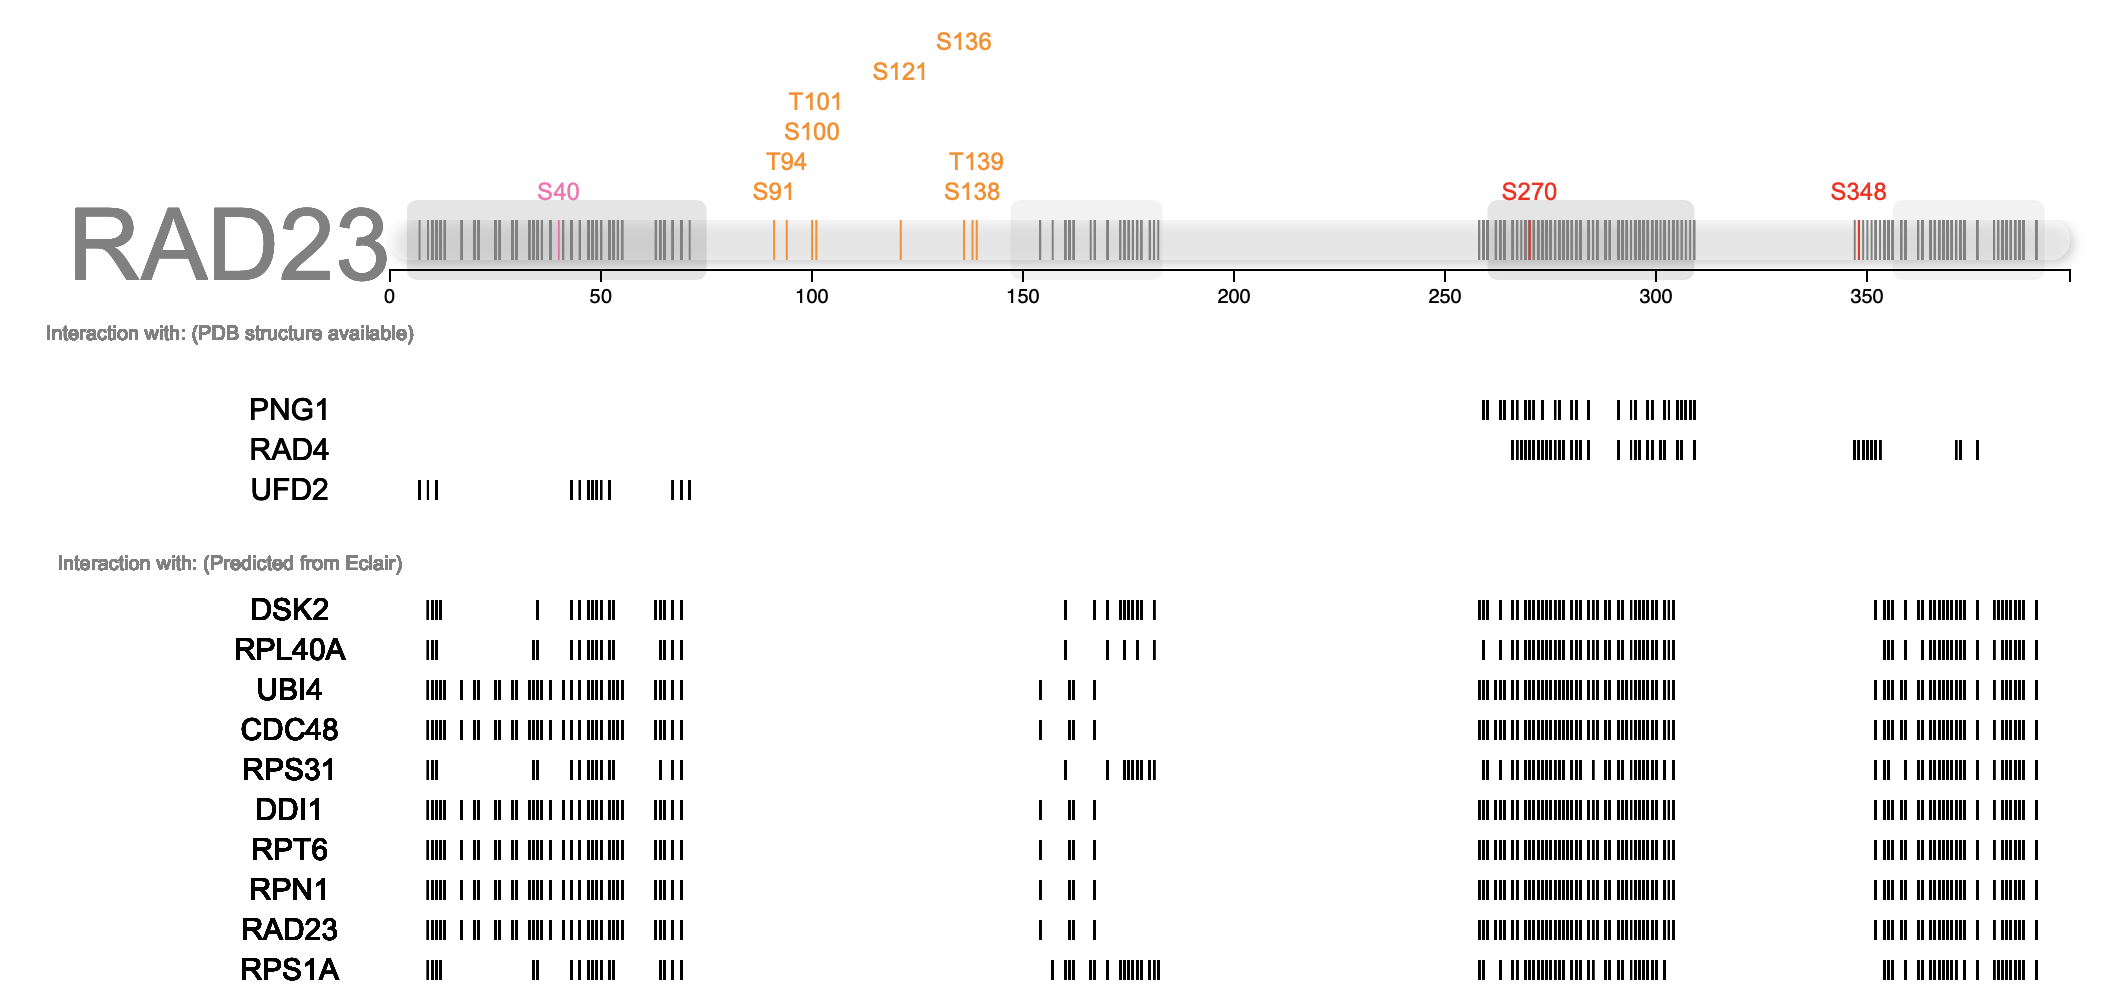 S136
S121
T101
S100
T94 T139
S40 S91 S138 S270 S348
RAD23
0 50 100 150 200 250 300 350
Interaction with: (PDB structure available)
PNG1
RAD4
UFD2
Interaction with: (Predicted from Eclair)
DSK2
RPL40A
UBI4
CDC48
RPS31
DDI1
RPT6
RPN1
RAD23
RPS1A